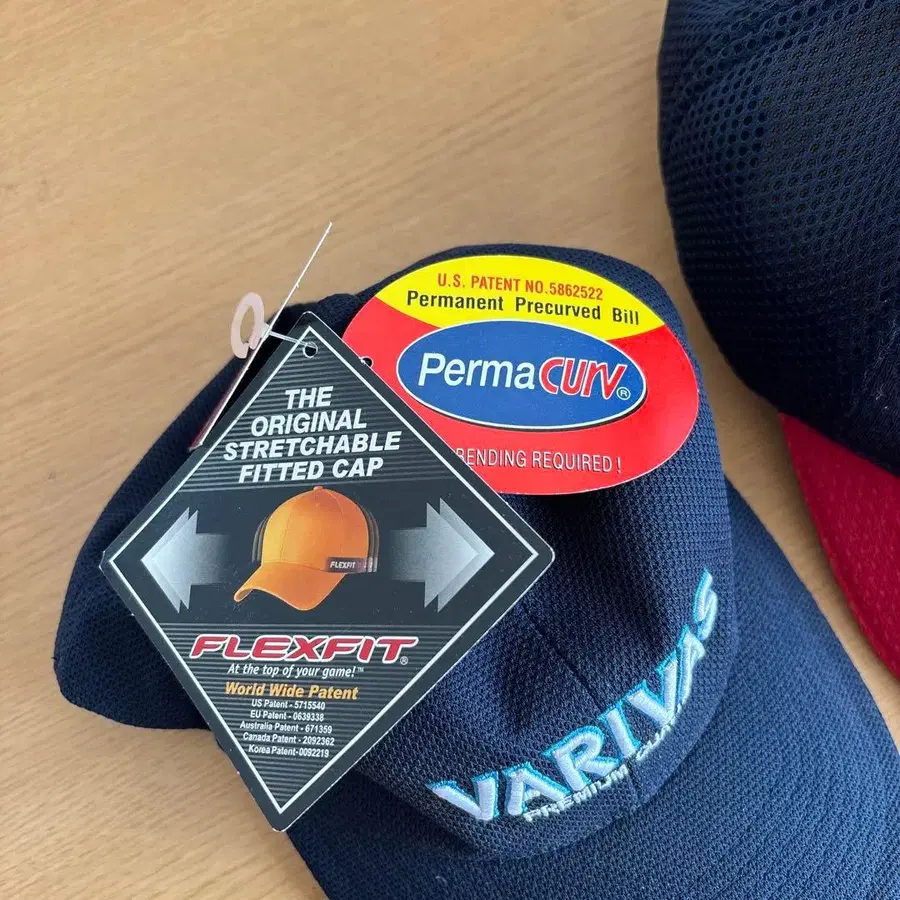 U.S. PATENT NO.5862522
Permanent Precurved Bill
PermaCURV®
BENDING REQUIRED!
THE
ORIGINAL
STRETCHABLE
FITTED CAP
FLEXFIT
FLEXFIT®
At the top of your game!™
World Wide Patent
US Patent - 5715540
EU Patent - 0639338
Australia Patent - 671359
Canada Patent - 2092362
Korea Patent-0092219
VARIVAS
PREMIUM